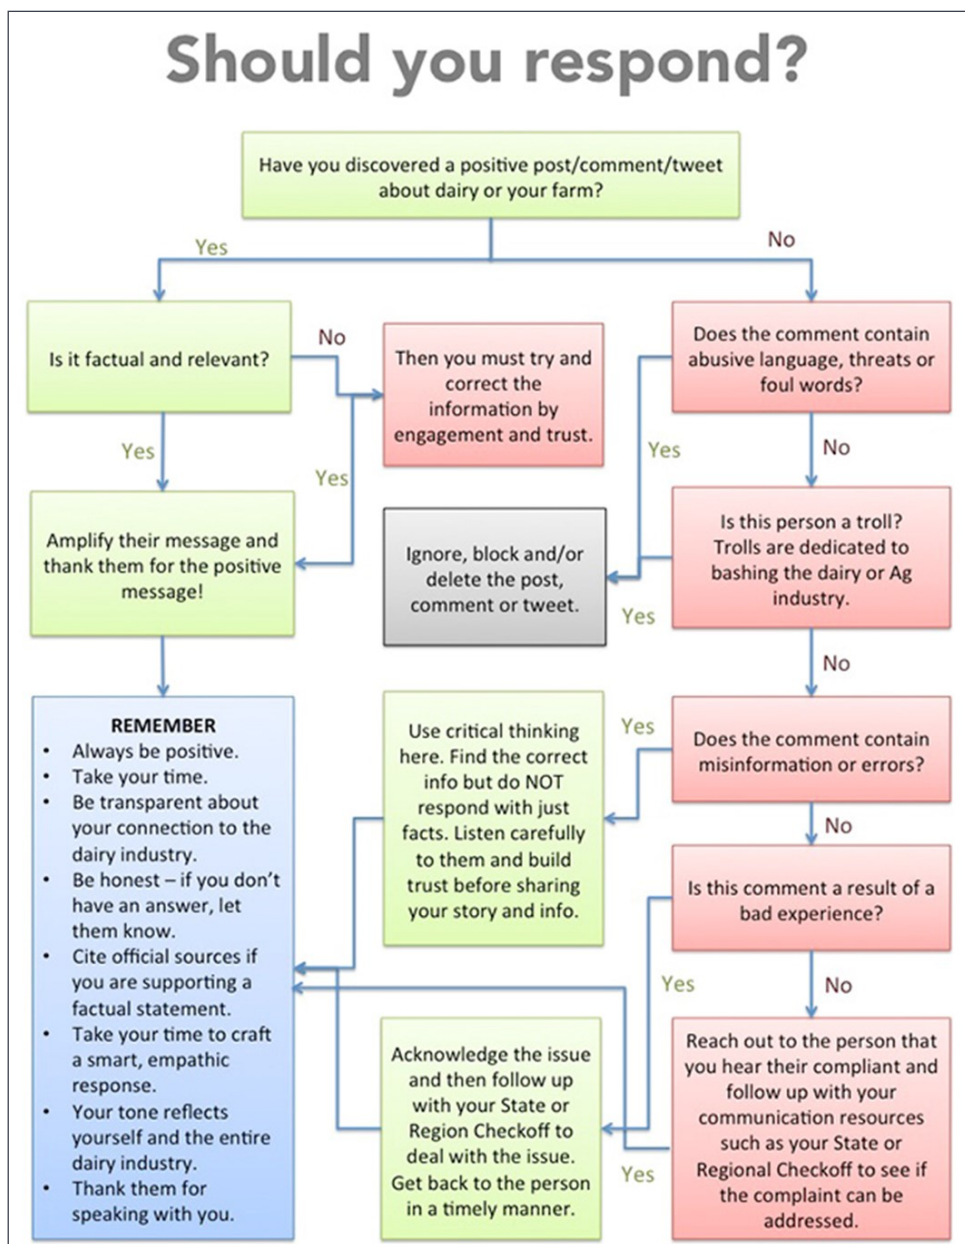 Should you respond?
Have you discovered a positive post/comment/tweet
about dairy or your farm?
Yes
No
Is it factual and relevant?
No
Then you must try and
correct the
information by
engagement and trust.
Does the comment contain
abusive language, threats or
foul words?
Yes
Yes
Yes
No
Amplify their message and
thank them for the positive
message!
Ignore, block and/or
delete the post,
comment or tweet.
Is this person a troll?
Trolls are dedicated to
bashing the dairy or Ag
industry.
Yes
No
REMEMBER
• Always be positive.
• Take your time.
• Be transparent about
your connection to the
dairy industry.
• Be honest – if you don't
have an answer, let
them know.
• Cite official sources if
you are supporting a
factual statement.
• Take your time to craft
a smart, empathic
response.
• Your tone reflects
yourself and the entire
dairy industry.
• Thank them for
speaking with you.
Use critical thinking
here. Find the correct
info but do NOT
respond with just
facts. Listen carefully
to them and build
trust before sharing
your story and info.
Yes
Does the comment contain
misinformation or errors?
No
Is this comment a result of a
bad experience?
Yes
No
Acknowledge the issue
and then follow up
with your State or
Region Checkoff to
deal with the issue.
Get back to the person
in a timely manner.
Yes
Reach out to the person that
you hear their compliant and
follow up with your
communication resources
such as your State or
Regional Checkoff to see if
the complaint can be
addressed.